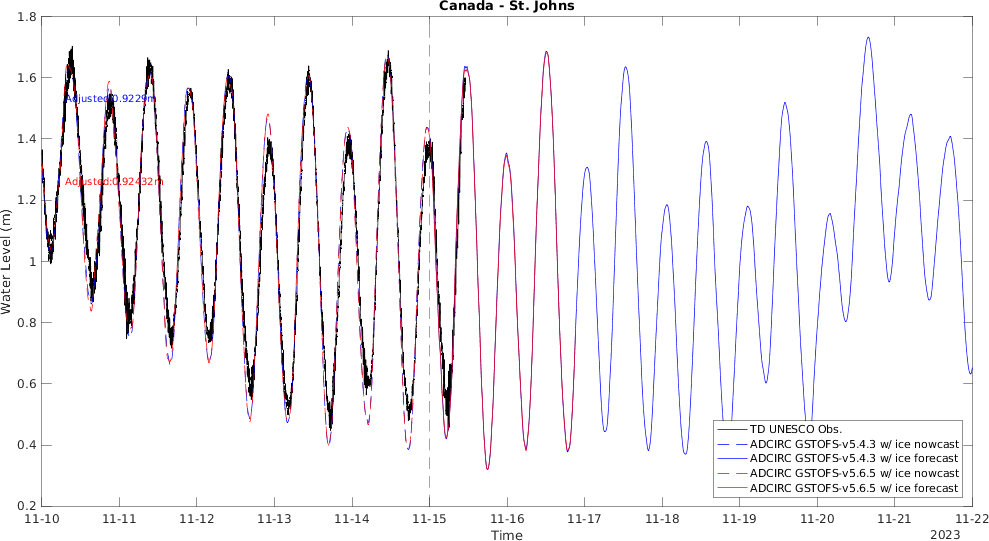 Canada - St. Johns
1.8
1.6
1.4
1.2
1
0.8
0.6
0.4
0.2
Water Level (m)
Adjusted:0.9229m
Adjusted:0.92432m
TD UNESCO Obs.
ADCIRC GSTOFS-v5.4.3 w/ ice nowcast
ADCIRC GSTOFS-v5.4.3 w/ ice forecast
ADCIRC GSTOFS-v5.6.5 w/ ice nowcast
ADCIRC GSTOFS-v5.6.5 w/ ice forecast
11-10 11-11 11-12 11-13 11-14 11-15 11-16 11-17 11-18 11-19 11-20 11-21 11-22
Time
2023